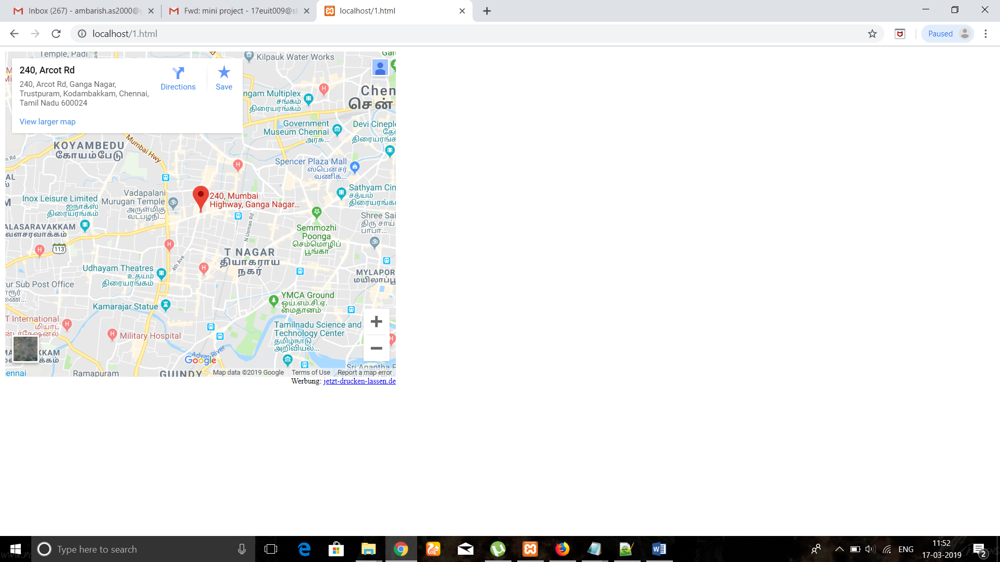 Inbox (267) - ambarish.as2000@g
Fwd: mini project - 17euit009@sk
localhost/1.html
localhost/1.html
Paused
Temple, Padi
Kilpauk Water Works
240, Arcot Rd
240, Arcot Rd, Ganga Nagar,
Trustpuram, Kodambakkam, Chennai,
Tamil Nadu 600024
Directions
Save
View larger map
Chen
சென்
ngam Multiplex
சங்கம்
திரையரங்கம்
Government
Museum Chennai
அரசு...
Devi Cineple
தே
திரையரங்க
KOYAMBEDU
கோயம்பேடு
Mumbai Hwy
n Rd
Spencer Plaza Mall
ஸ்பென்சர்
வணிக...
Sathyam Cin
சத்யம்
திரையரங்க
Vadapalani
Murugan Temple
அருள்மிகு
வடபழநி...
240, Mumbai
Highway, Ganga Nagar...
Inox Leisure Limited
ஐநாக்ஸ்
திரையரங்கம்
N Usman Rd
Shree Sai
திரு சாய்
பாபா...
ALASARAVAKKAM
வளசரவாக்கம்
Semmozhi
Poonga
செம்மொழிப்
பூங்கா
113
4th Ave
T NAGAR
தியாகராய
நகர்
Udhayam Theatres
உதயம்
திரையரங்கம்
MYLAPOR
மயிலாப்பூ
ur Sub Post Office
YMCA Ground
ஒய்.எம்.சி.ஏ.
மைதானம்
Kamarajar Statue
T International
மியாட்
Military Hospital
Tamilnadu Science and
Technology Center
தமிழ்நாடு
அறிவியல்...
KKAM
க்கம்
Adyar River
Google
ennai
Ramapuram
GUINDY
Sri Anantha P
Map data ©2019 Google
Terms of Use
Report a map error
Werbung: jetzt-drucken-lassen.de
Type here to search
ENG
11:52
17-03-2019
2